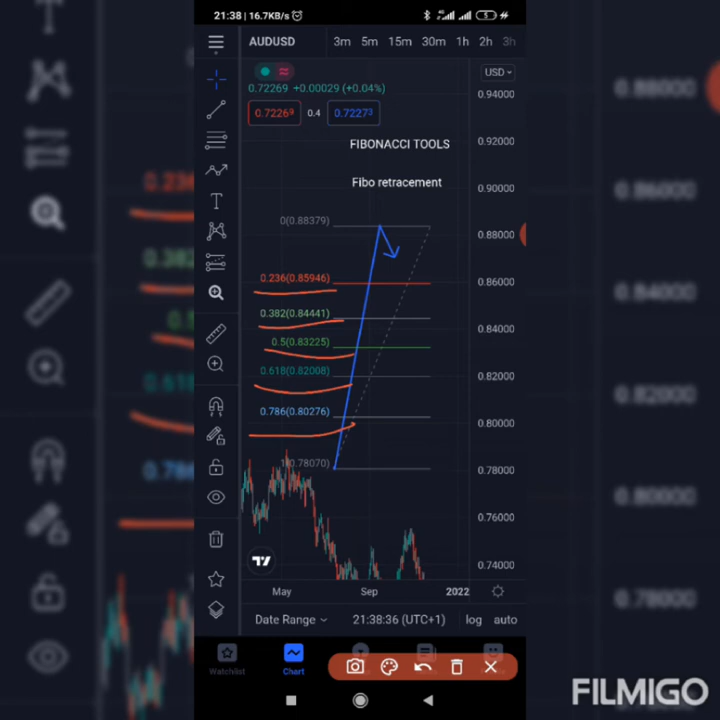 21:38 | 16.7KB/s
4G
5
AUDUSD 3m 5m 15m 30m 1h 2h 3h
USD
0.72269 +0.00029 (+0.04%)
0.72269 0.4 0.72273
0.94000
FIBONACCI TOOLS
0.92000
Fibo retracement
0.90000
0(0.88379)
0.88000
0.236(0.85946)
0.86000
0.382(0.84441)
0.84000
0.5(0.83225)
0.618(0.82008)
0.82000
0.786(0.80276)
0.80000
1(0.78070)
0.78000
0.76000
0.74000
May Sep 2022
Date Range 21:38:36 (UTC+1) log auto
Watchlist Chart
FILMIGO